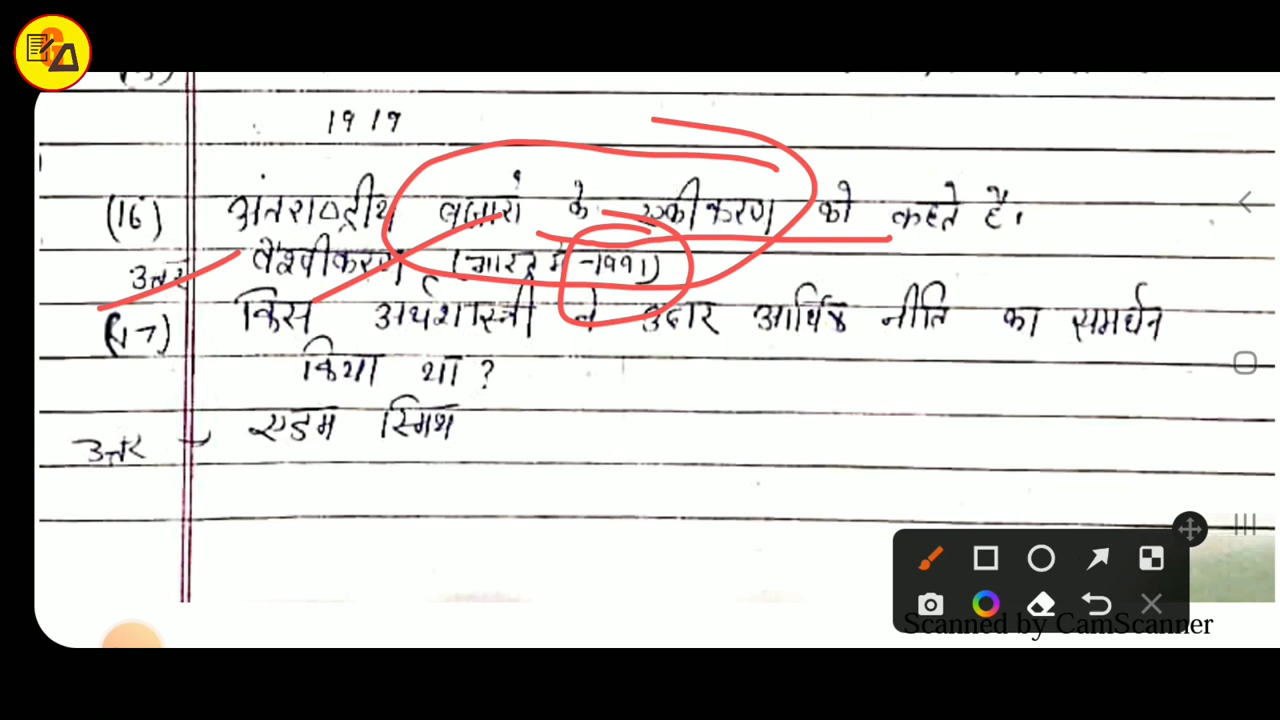 1919
(16) अंतराष्ट्रीय बाजारों के एकीकरण को कहते है।
उत्तर वैश्वीकरण (भारत में -1991)
(17) किस अर्थशास्त्री ने उदार आर्थिक नीति का समर्थन
किया था ?
उत्तर - एडम स्मिथ
Scanned by CamScanner